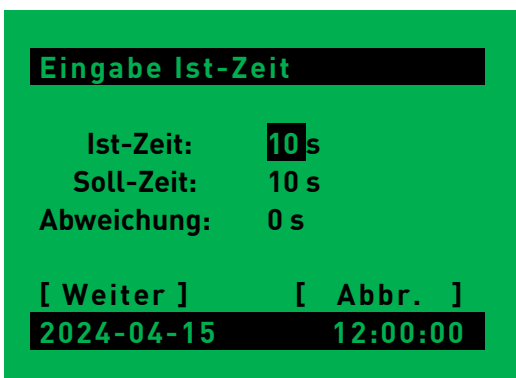 Eingabe Ist-Zeit
Ist-Zeit: 10 s
Soll-Zeit: 10 s
Abweichung: 0 s
[ Weiter ] [ Abbr. ]
2024-04-15 12:00:00